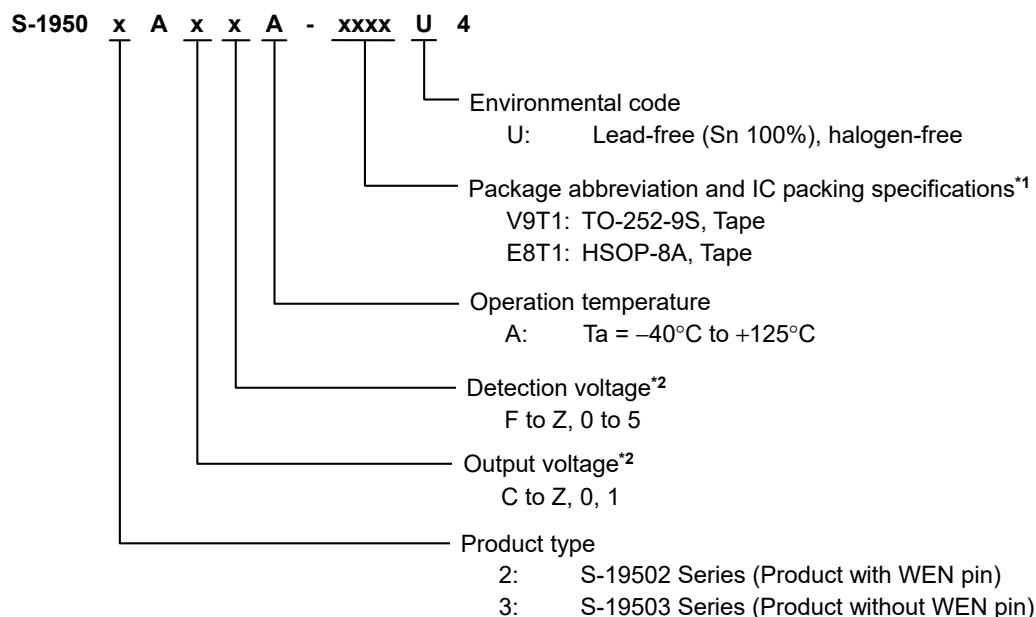 S-1950 x A x x A - xxxx U 4
Environmental code
U: Lead-free (Sn 100%), halogen-free
Package abbreviation and IC packing specifications*1
V9T1: TO-252-9S, Tape
E8T1: HSOP-8A, Tape
Operation temperature
A: Ta = −40°C to +125°C
Detection voltage*2
F to Z, 0 to 5
Output voltage*2
C to Z, 0, 1
Product type
2: S-19502 Series (Product with WEN pin)
3: S-19503 Series (Product without WEN pin)